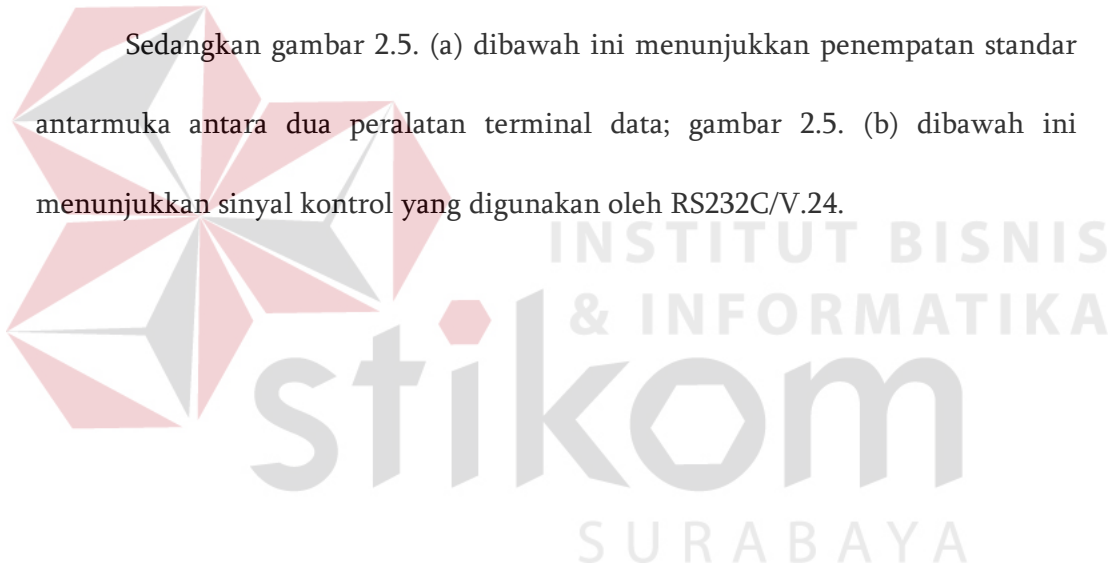 Sedangkan gambar 2.5. (a) dibawah ini menunjukkan penempatan standar
antarmuka antara dua peralatan terminal data; gambar 2.5. (b) dibawah ini
menunjukkan sinyal kontrol yang digunakan oleh RS232C/V.24.
INSTITUT BISNIS
& INFORMATIKA
stikom
SURABAYA